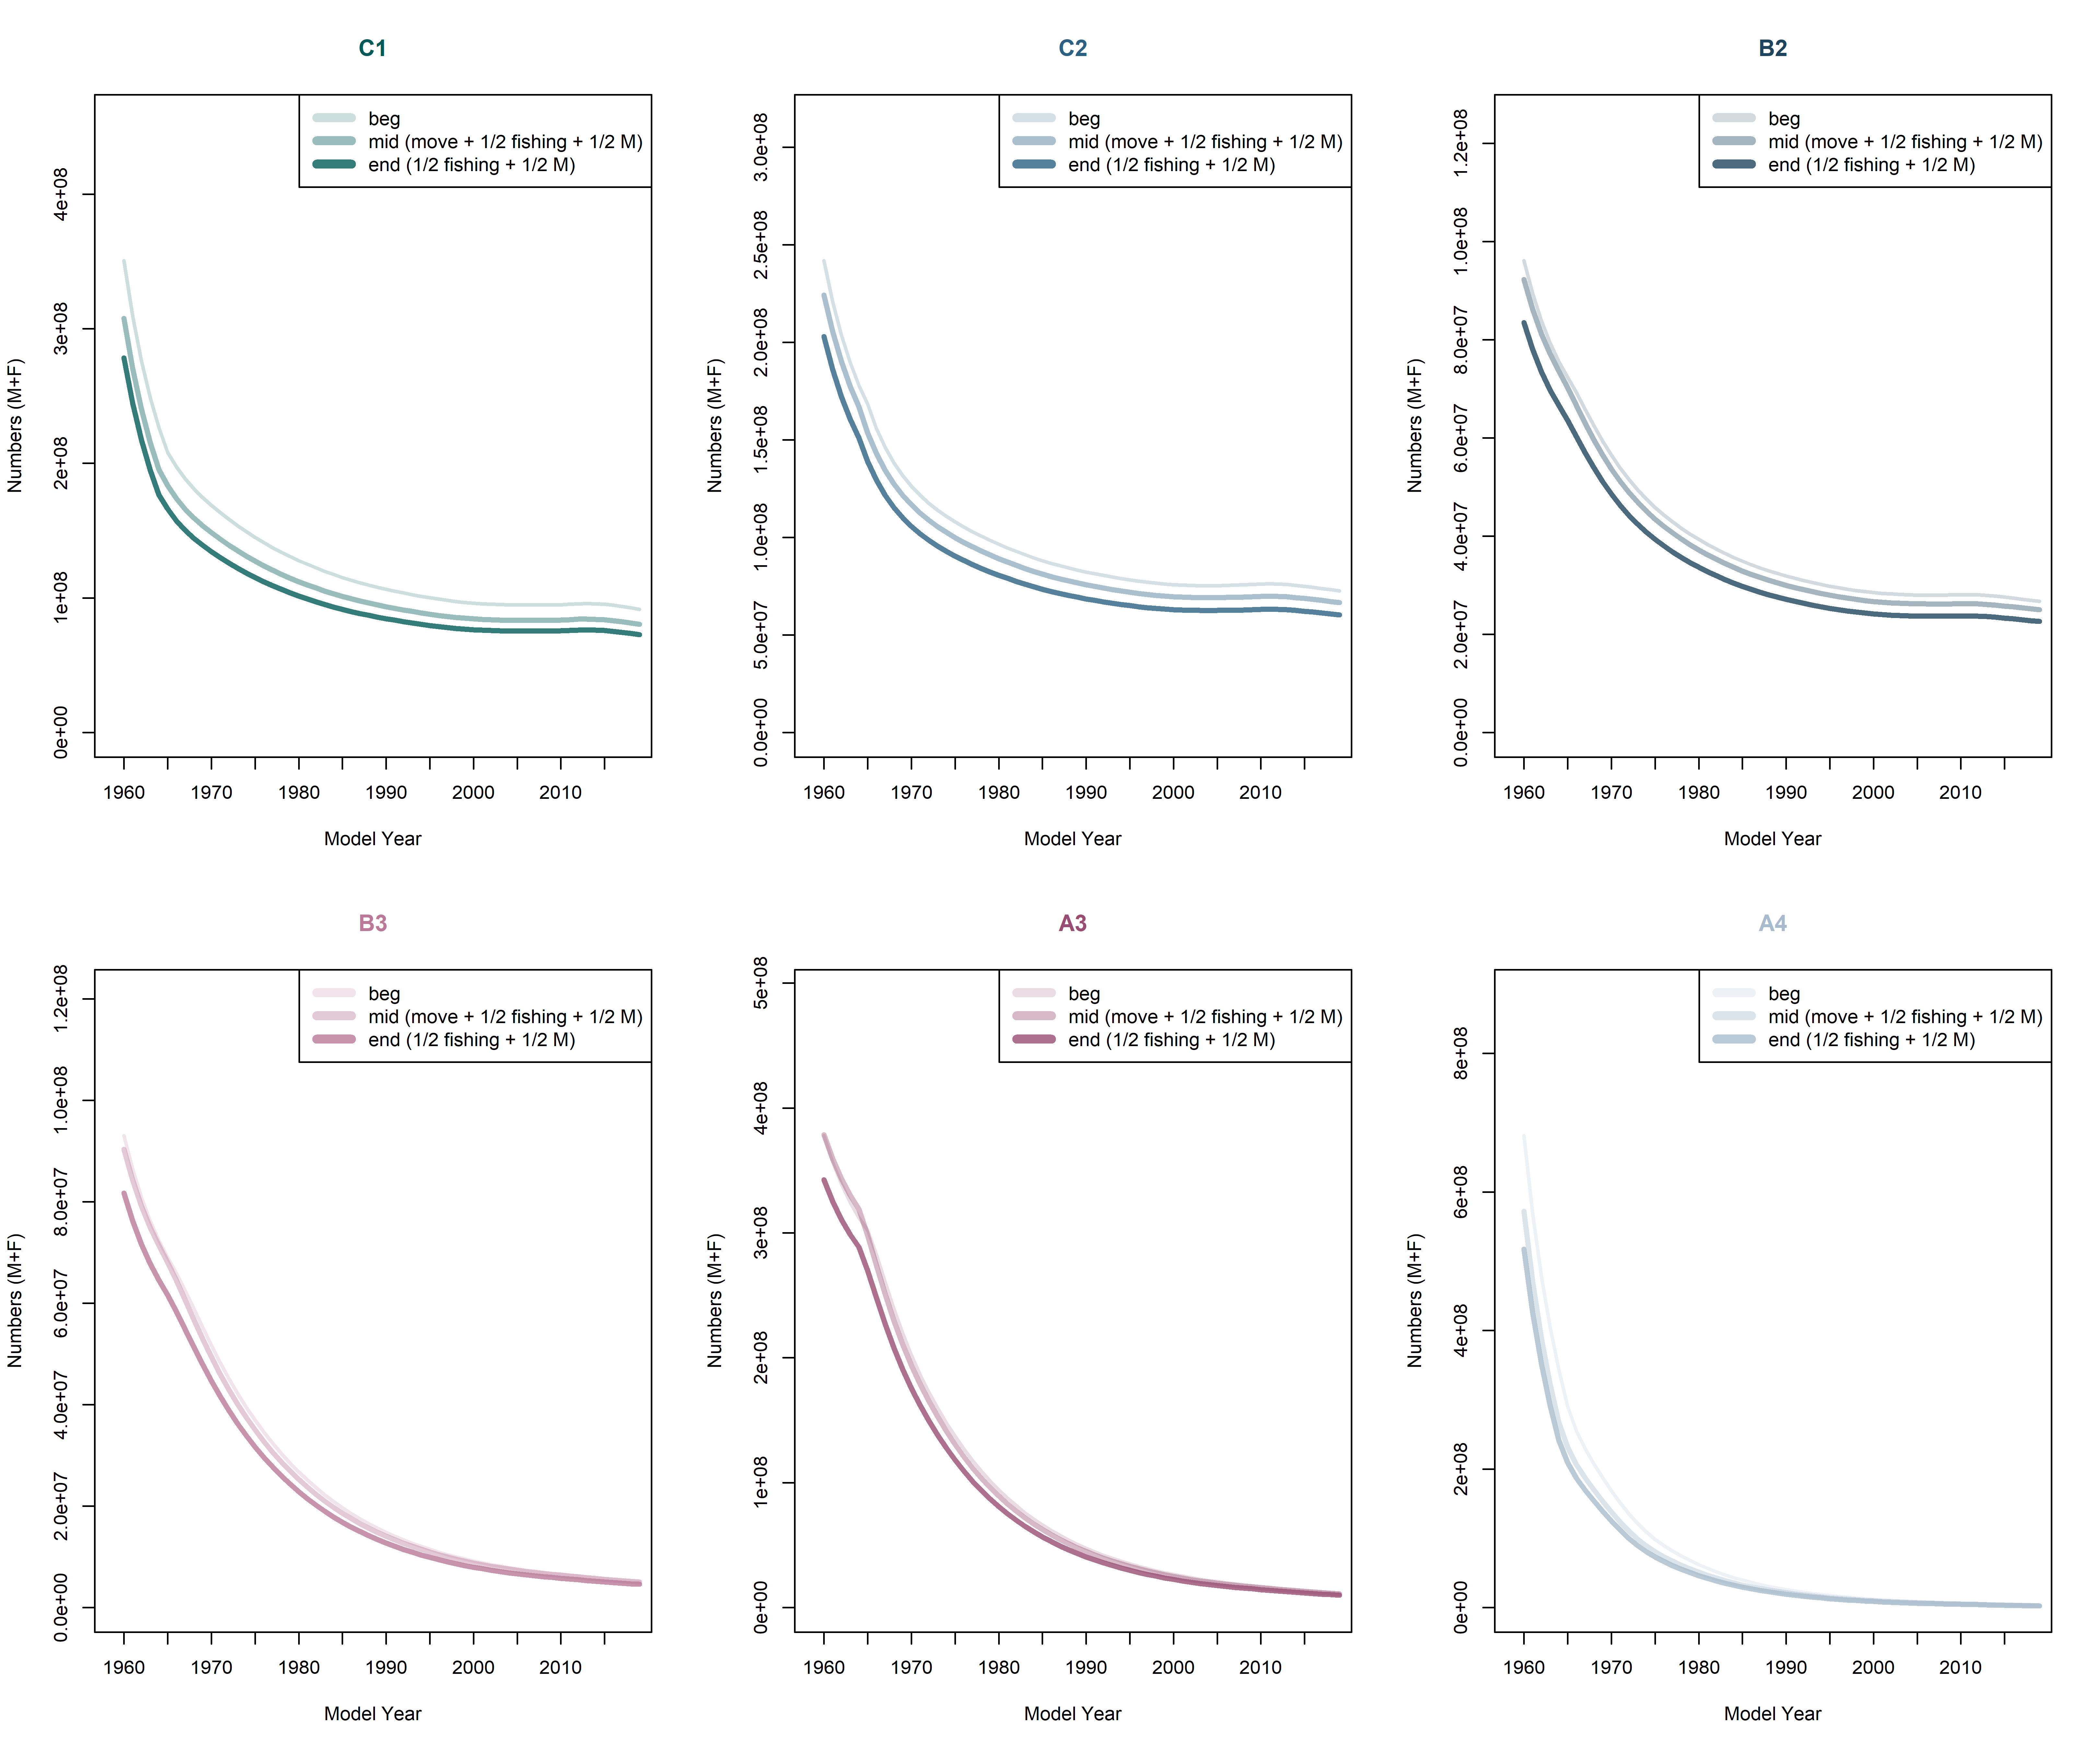 C1
beg
mid (move + 1/2 fishing + 1/2 M)
end (1/2 fishing + 1/2 M)
Numbers (M+F)
4e+08
3e+08
2e+08
1e+08
0e+00
1960 1970 1980 1990 2000 2010
Model Year
C2
beg
mid (move + 1/2 fishing + 1/2 M)
end (1/2 fishing + 1/2 M)
Numbers (M+F)
3.0e+08
2.5e+08
2.0e+08
1.5e+08
1.0e+08
5.0e+07
0.0e+00
1960 1970 1980 1990 2000 2010
Model Year
B2
beg
mid (move + 1/2 fishing + 1/2 M)
end (1/2 fishing + 1/2 M)
Numbers (M+F)
1.2e+08
1.0e+08
8.0e+07
6.0e+07
4.0e+07
2.0e+07
0.0e+00
1960 1970 1980 1990 2000 2010
Model Year
B3
beg
mid (move + 1/2 fishing + 1/2 M)
end (1/2 fishing + 1/2 M)
Numbers (M+F)
1.2e+08
1.0e+08
8.0e+07
6.0e+07
4.0e+07
2.0e+07
0.0e+00
1960 1970 1980 1990 2000 2010
Model Year
A3
beg
mid (move + 1/2 fishing + 1/2 M)
end (1/2 fishing + 1/2 M)
Numbers (M+F)
5e+08
4e+08
3e+08
2e+08
1e+08
0e+00
1960 1970 1980 1990 2000 2010
Model Year
A4
beg
mid (move + 1/2 fishing + 1/2 M)
end (1/2 fishing + 1/2 M)
Numbers (M+F)
8e+08
6e+08
4e+08
2e+08
0e+00
1960 1970 1980 1990 2000 2010
Model Year